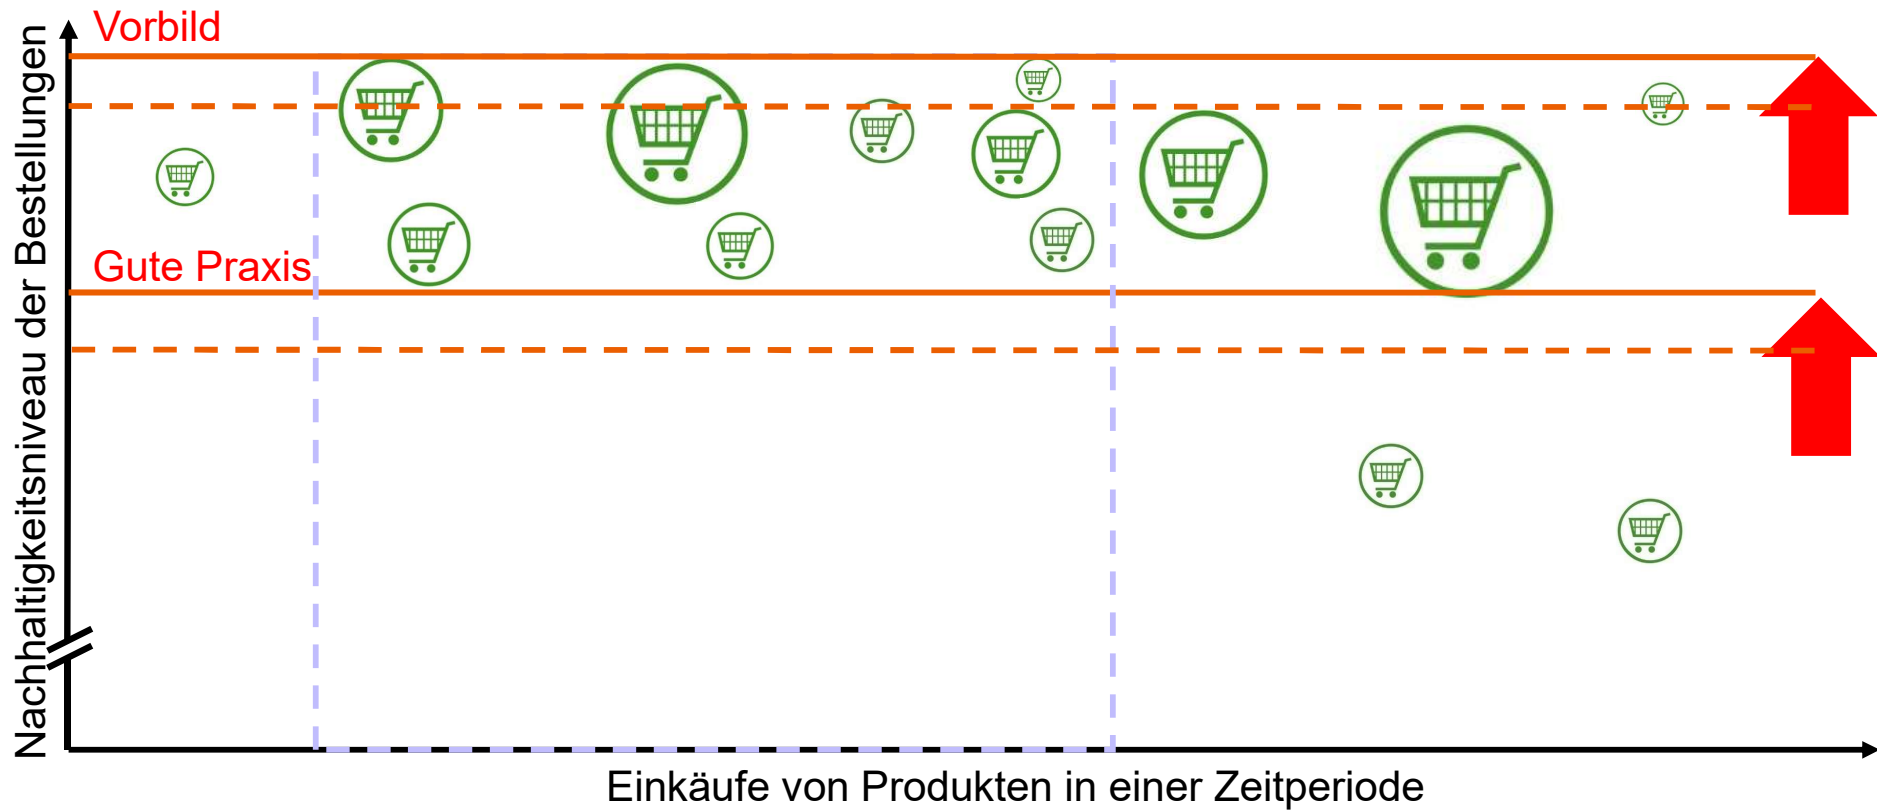 Vorbild
Nachhaltigkeitsniveau der Bestellungen
Gute Praxis
Einkäufe von Produkten in einer Zeitperiode